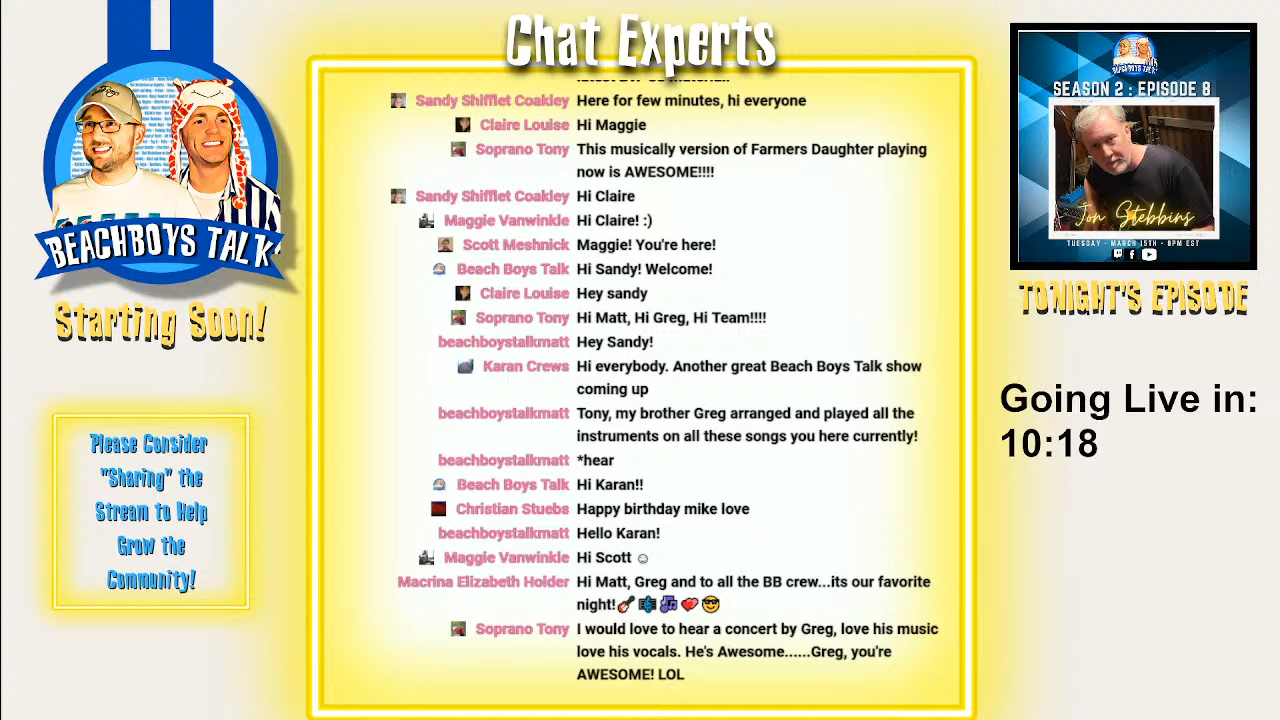 Chat Experts
Sandy Shifflet Coakley Here for few minutes, hi everyone
Claire Louise Hi Maggie
Soprano Tony This musically version of Farmers Daughter playing
now is AWESOME!!!!
Sandy Shifflet Coakley Hi Claire
Maggie Vanwinkle Hi Claire! :)
Scott Meshnick Maggie! You're here!
Beach Boys Talk Hi Sandy! Welcome!
Claire Louise Hey sandy
Soprano Tony Hi Matt, Hi Greg, Hi Team!!!!
beachboystalkmatt Hey Sandy!
Karan Crews Hi everybody. Another great Beach Boys Talk show
coming up
beachboystalkmatt Tony, my brother Greg arranged and played all the
instruments on all these songs you here currently!
beachboystalkmatt *hear
Beach Boys Talk Hi Karan!!
Christian Stuebs Happy birthday mike love
beachboystalkmatt Hello Karan!
Maggie Vanwinkle Hi Scott ☺
Macrina Elizabeth Holder Hi Matt, Greg and to all the BB crew...its our favorite
night!🎸🎼🎶❤️😎
Soprano Tony I would love to hear a concert by Greg, love his music
love his vocals. He's Awesome......Greg, you're
AWESOME! LOL
BEACHBOYS TALK
Starting Soon!
Please Consider
"Sharing" the
Stream to Help
Grow the
Community!
BEACHBOYS TALK
SEASON 2 : EPISODE 8
Jon Stebbins
TUESDAY - MARCH 15TH - 8PM EST
TONIGHT'S EPISODE
Going Live in:
10:18